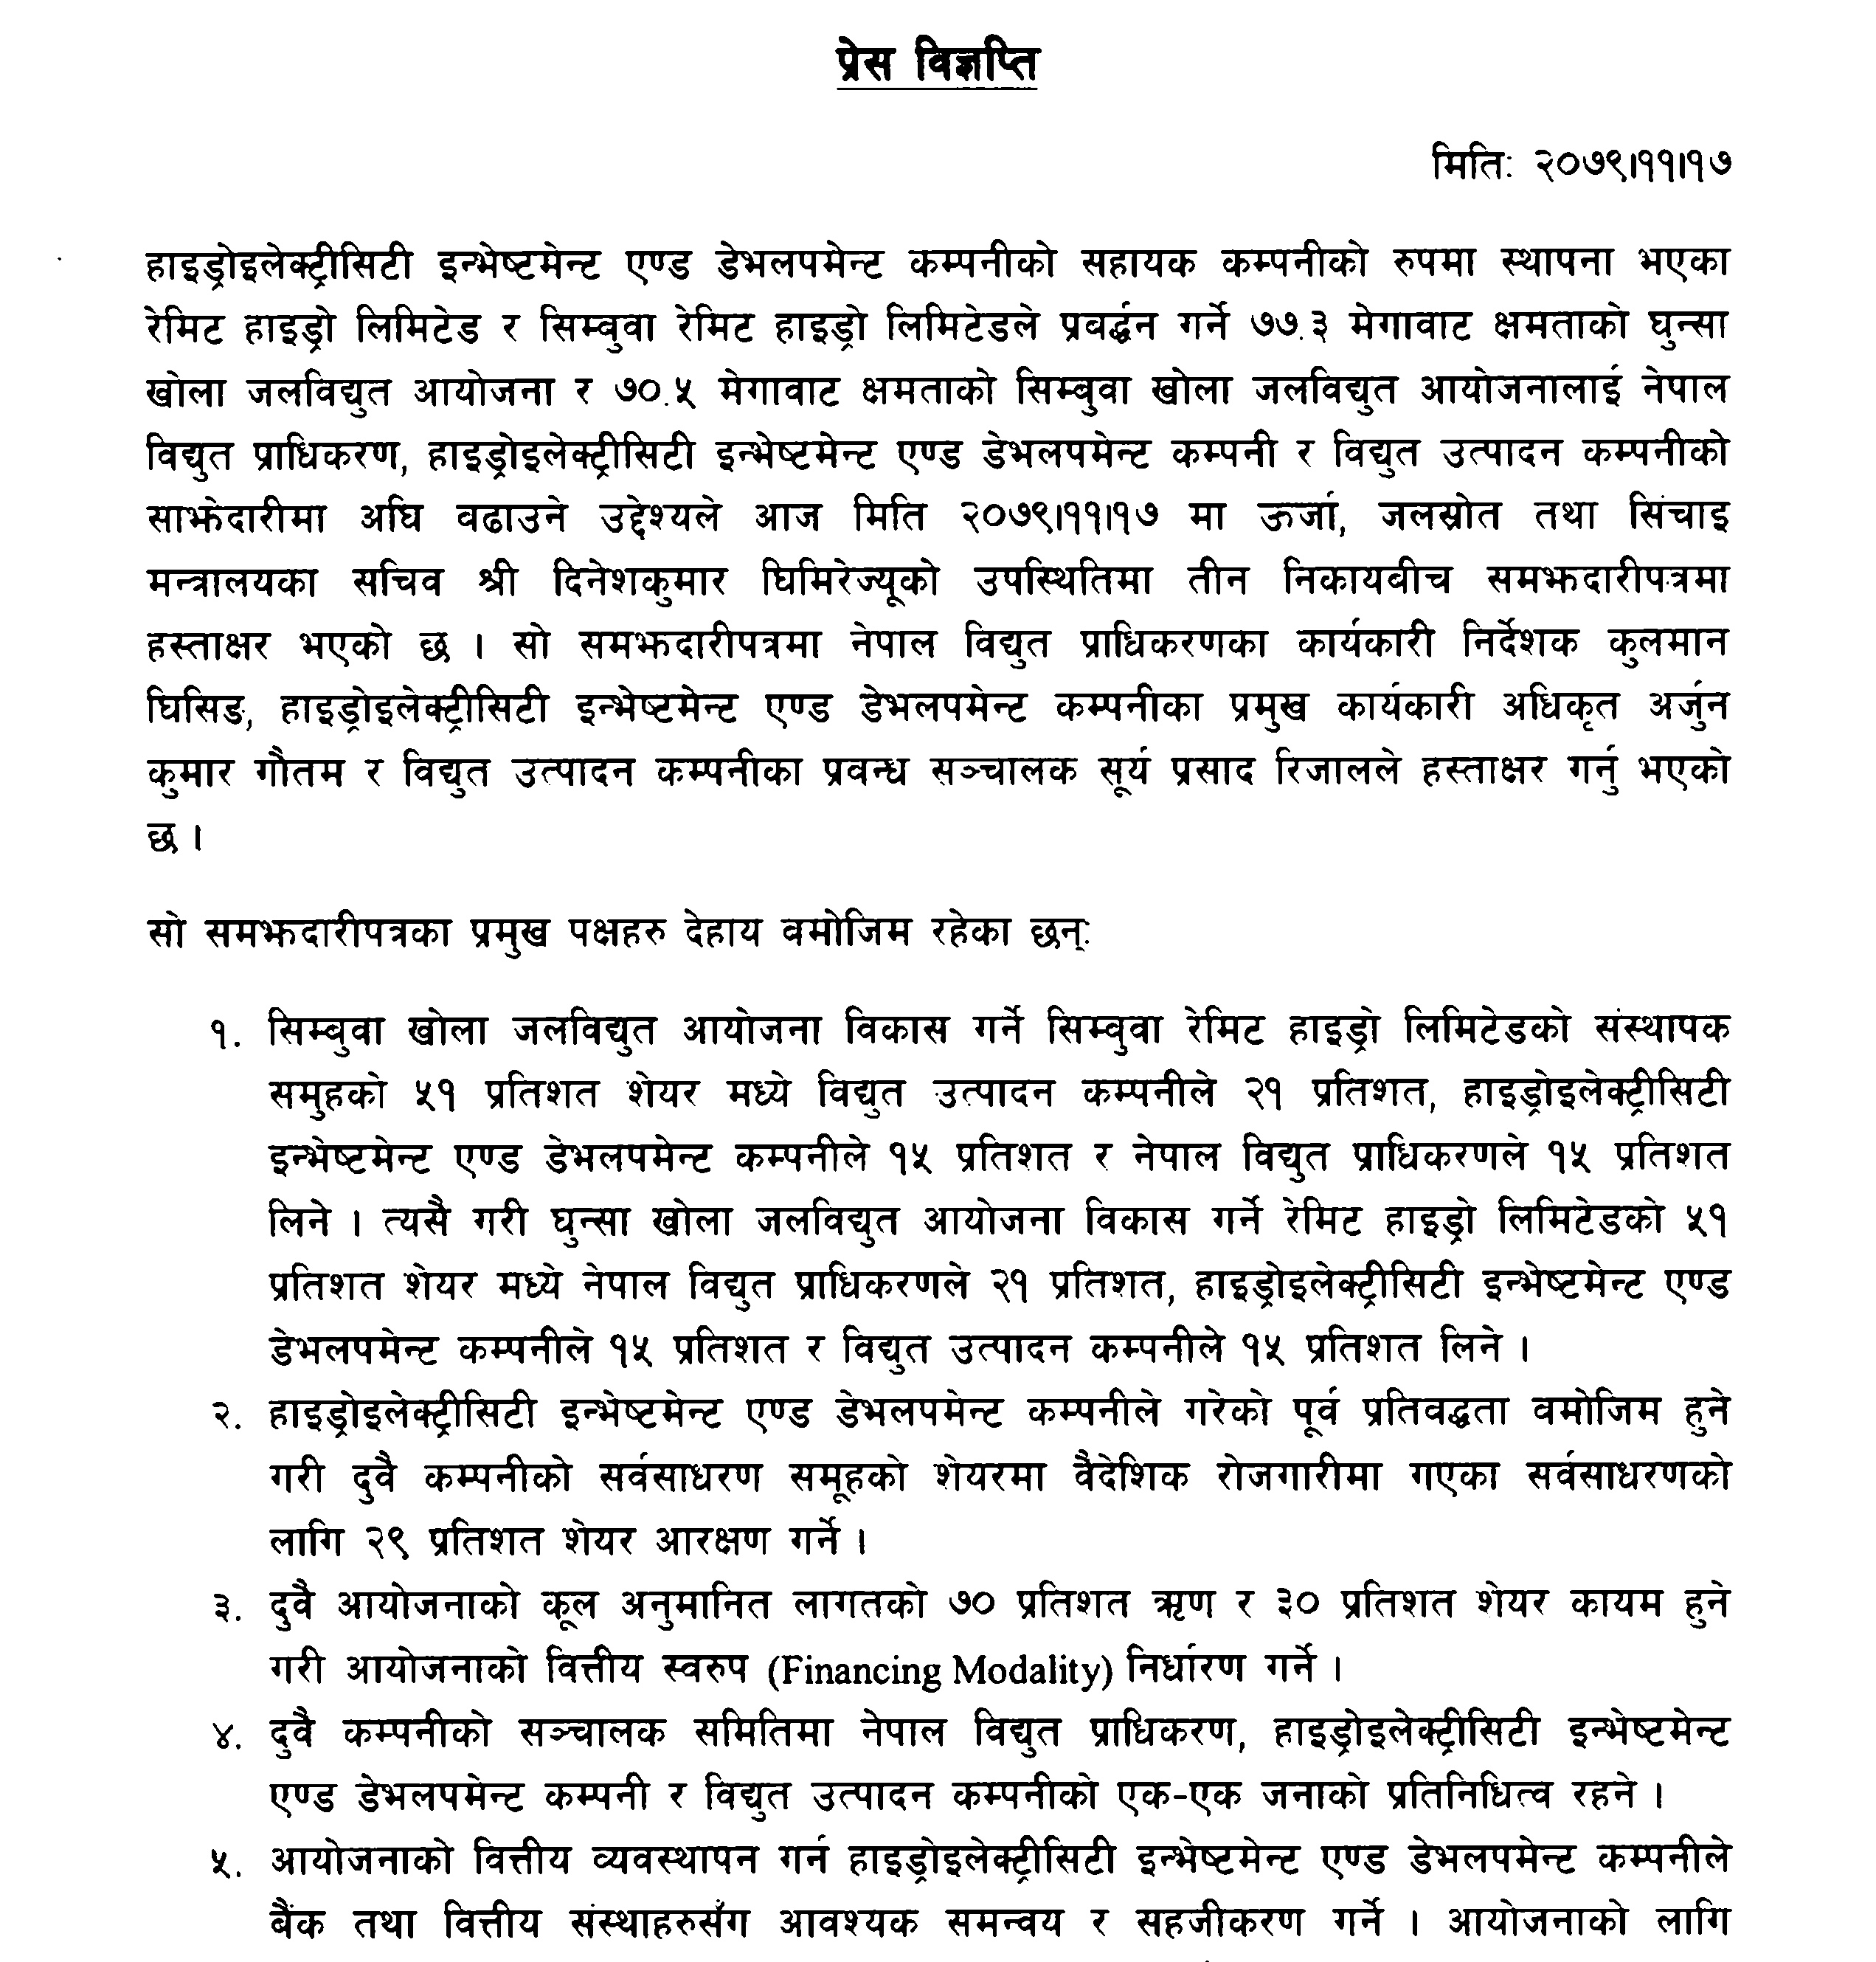 प्रेस विज्ञप्ति
मिति: २०७९।११।१७
हाइड्रोइलेक्ट्रीसिटी इन्भेष्टमेन्ट एण्ड डेभलपमेन्ट कम्पनीको सहायक कम्पनीको रुपमा स्थापना भएका
रेमिट हाइड्रो लिमिटेड र सिम्बुवा रेमिट हाइड्रो लिमिटेडले प्रबर्द्धन गर्ने ७७.३ मेगावाट क्षमताको घुन्सा
खोला जलविद्युत आयोजना र ७०.५ मेगावाट क्षमताको सिम्बुवा खोला जलविद्युत आयोजनालाई नेपाल
विद्युत प्राधिकरण, हाइड्रोइलेक्ट्रीसिटी इन्भेष्टमेन्ट एण्ड डेभलपमेन्ट कम्पनी र विद्युत उत्पादन कम्पनीको
साझेदारीमा अघि वढाउने उद्देश्यले आज मिति २०७९।११।१७ मा ऊर्जा, जलस्रोत तथा सिंचाइ
मन्त्रालयका सचिव श्री दिनेशकुमार घिमिरेज्यूको उपस्थितिमा तीन निकायबीच समझदारीपत्रमा
हस्ताक्षर भएको छ । सो समझदारीपत्रमा नेपाल विद्युत प्राधिकरणका कार्यकारी निर्देशक कुलमान
घिसिङ, हाइड्रोइलेक्ट्रीसिटी इन्भेष्टमेन्ट एण्ड डेभलपमेन्ट कम्पनीका प्रमुख कार्यकारी अधिकृत अर्जुन
कुमार गौतम र विद्युत उत्पादन कम्पनीका प्रवन्ध सञ्चालक सूर्य प्रसाद रिजालले हस्ताक्षर गर्नु भएको
छ ।
सो समझदारीपत्रका प्रमुख पक्षहरु देहाय वमोजिम रहेका छन्:
१. सिम्बुवा खोला जलविद्युत आयोजना विकास गर्ने सिम्वुवा रेमिट हाइड्रो लिमिटेडको संस्थापक
समुहको ५१ प्रतिशत शेयर मध्ये विद्युत उत्पादन कम्पनीले २१ प्रतिशत, हाइड्रोइलेक्ट्रीसिटी
इन्भेष्टमेन्ट एण्ड डेभलपमेन्ट कम्पनीले १५ प्रतिशत र नेपाल विद्युत प्राधिकरणले १५ प्रतिशत
लिने । त्यसै गरी घुन्सा खोला जलविद्युत आयोजना विकास गर्ने रेमिट हाइड्रो लिमिटेडको ५१
प्रतिशत शेयर मध्ये नेपाल विद्युत प्राधिकरणले २१ प्रतिशत, हाइड्रोइलेक्ट्रीसिटी इन्भेष्टमेन्ट एण्ड
डेभलपमेन्ट कम्पनीले १५ प्रतिशत र विद्युत उत्पादन कम्पनीले १५ प्रतिशत लिने ।
२. हाइड्रोइलेक्ट्रीसिटी इन्भेष्टमेन्ट एण्ड डेभलपमेन्ट कम्पनीले गरेको पूर्व प्रतिवद्धता वमोजिम हुने
गरी दुवै कम्पनीको सर्वसाधरण समूहको शेयरमा वैदेशिक रोजगारीमा गएका सर्वसाधरणको
लागि २९ प्रतिशत शेयर आरक्षण गर्ने ।
३. दुवै आयोजनाको कूल अनुमानित लागतको ७० प्रतिशत ऋण र ३० प्रतिशत शेयर कायम हुने
गरी आयोजनाको वित्तीय स्वरुप (Financing Modality) निर्धारण गर्ने ।
४. दुवै कम्पनीको सञ्चालक समितिमा नेपाल विद्युत प्राधिकरण, हाइड्रोइलेक्ट्रीसिटी इन्भेष्टमेन्ट
एण्ड डेभलपमेन्ट कम्पनी र विद्युत उत्पादन कम्पनीको एक-एक जनाको प्रतिनिधित्व रहने ।
५. आयोजनाको वित्तीय व्यवस्थापन गर्न हाइड्रोइलेक्ट्रीसिटी इन्भेष्टमेन्ट एण्ड डेभलपमेन्ट कम्पनीले
बैंक तथा वित्तीय संस्थाहरुसँग आवश्यक समन्वय र सहजीकरण गर्ने । आयोजनाको लागि